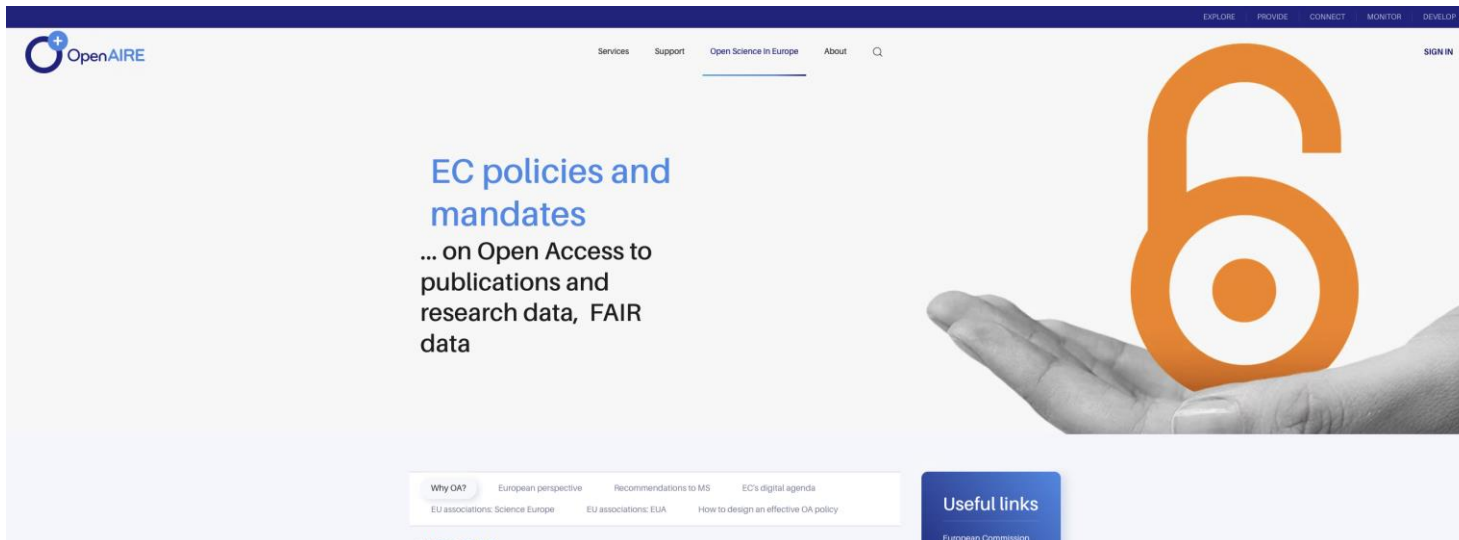 EXPLORE PROVIDE CONNECT MONITOR DEVELOP
OpenAIRE
Services Support Open Science in Europe About
SIGN IN
EC policies and
mandates
... on Open Access to
publications and
research data, FAIR
data
Why OA? European perspective Recommendations to MS EC's digital agenda
EU associations: Science Europe EU associations: EUA How to design an effective OA policy
Useful links
European Commission